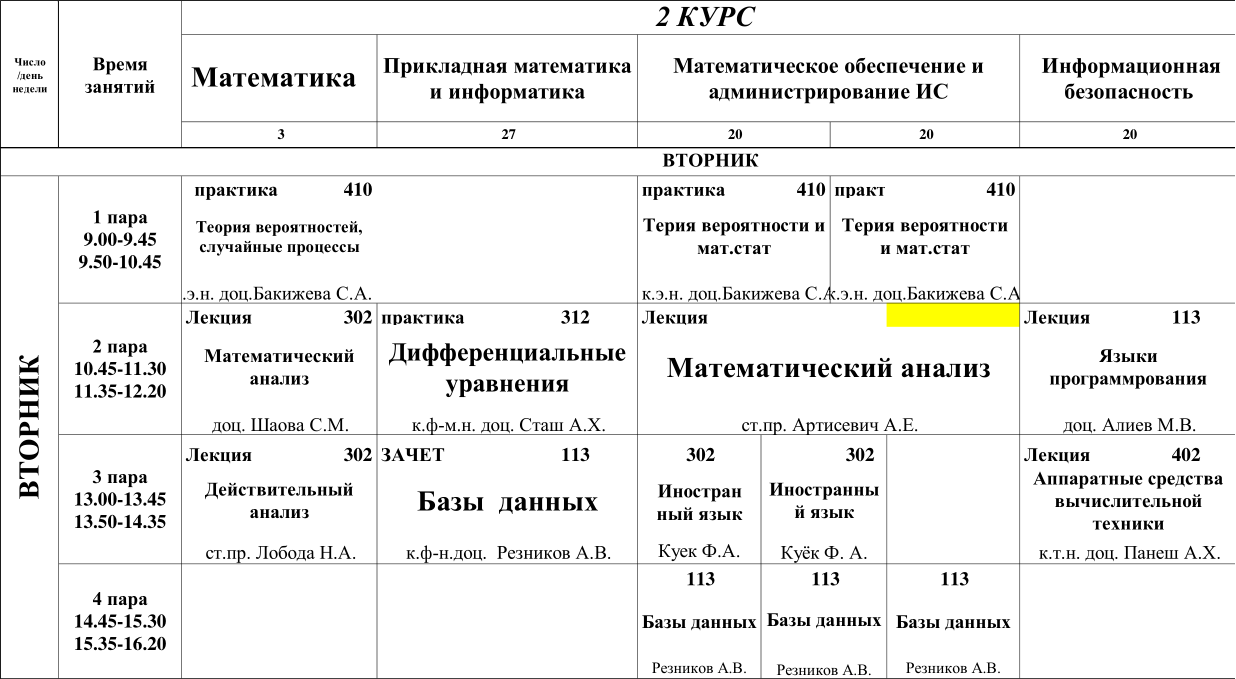 2 КУРС
Число
/день
недели
Время
занятий
Математика
Прикладная математика
и информатика
Математическое обеспечение и
администрирование ИС
Информационная
безопасность
3
27
20
20
20
ВТОРНИК
ВТОРНИК
1 пара
9.00-9.45
9.50-10.45
практика 410
Теория вероятностей,
случайные процессы
.э.н. доц.Бакижева С.А.
практика 410
Терия вероятности и
мат.стат
к.э.н. доц.Бакижева С.А
практ 410
Терия вероятности
и мат.стат
к.э.н. доц.Бакижева С.А
2 пара
10.45-11.30
11.35-12.20
Лекция 302
Математический
анализ
доц. Шаова С.М.
практика 312
Дифференциальные
уравнения
к.ф-м.н. доц. Сташ А.Х.
Лекция
Математический анализ
ст.пр. Артисевич А.Е.
Лекция 113
Языки
программрования
доц. Алиев М.В.
3 пара
13.00-13.45
13.50-14.35
Лекция 302
Действительный
анализ
ст.пр. Лобода Н.А.
ЗАЧЕТ 113
Базы данных
к.ф-н.доц. Резников А.В.
302
Иностран
ный язык
Куек Ф.А.
302
Иностранны
й язык
Куёк Ф. А.
Лекция 402
Аппаратные средства
вычислительной
техники
к.т.н. доц. Панеш А.Х.
4 пара
14.45-15.30
15.35-16.20
113
Базы данных
Резников А.В.
113
Базы данных
Резников А.В.
113
Базы данных
Резников А.В.